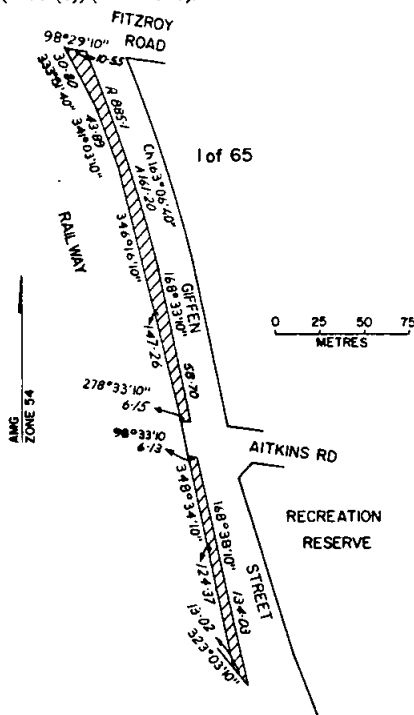 FITZROY
ROAD
98°29'10"
10·55
30·80
333°51'40"
A 885·1
43·89
341°03'10"
Ch 163°06'40"
A 161·20
1 of 65
RAILWAY
346°16'10"
GIFFEN
168°33'10"
147·26
58·70
0 25 50 75
METRES
278°33'10"
6·15
AMG
ZONE 54
98°33'10
6·13
AITKINS RD
348°34'10"
168°38'10"
RECREATION
RESERVE
STREET
124·37
134·03
13·02
323°03'10"